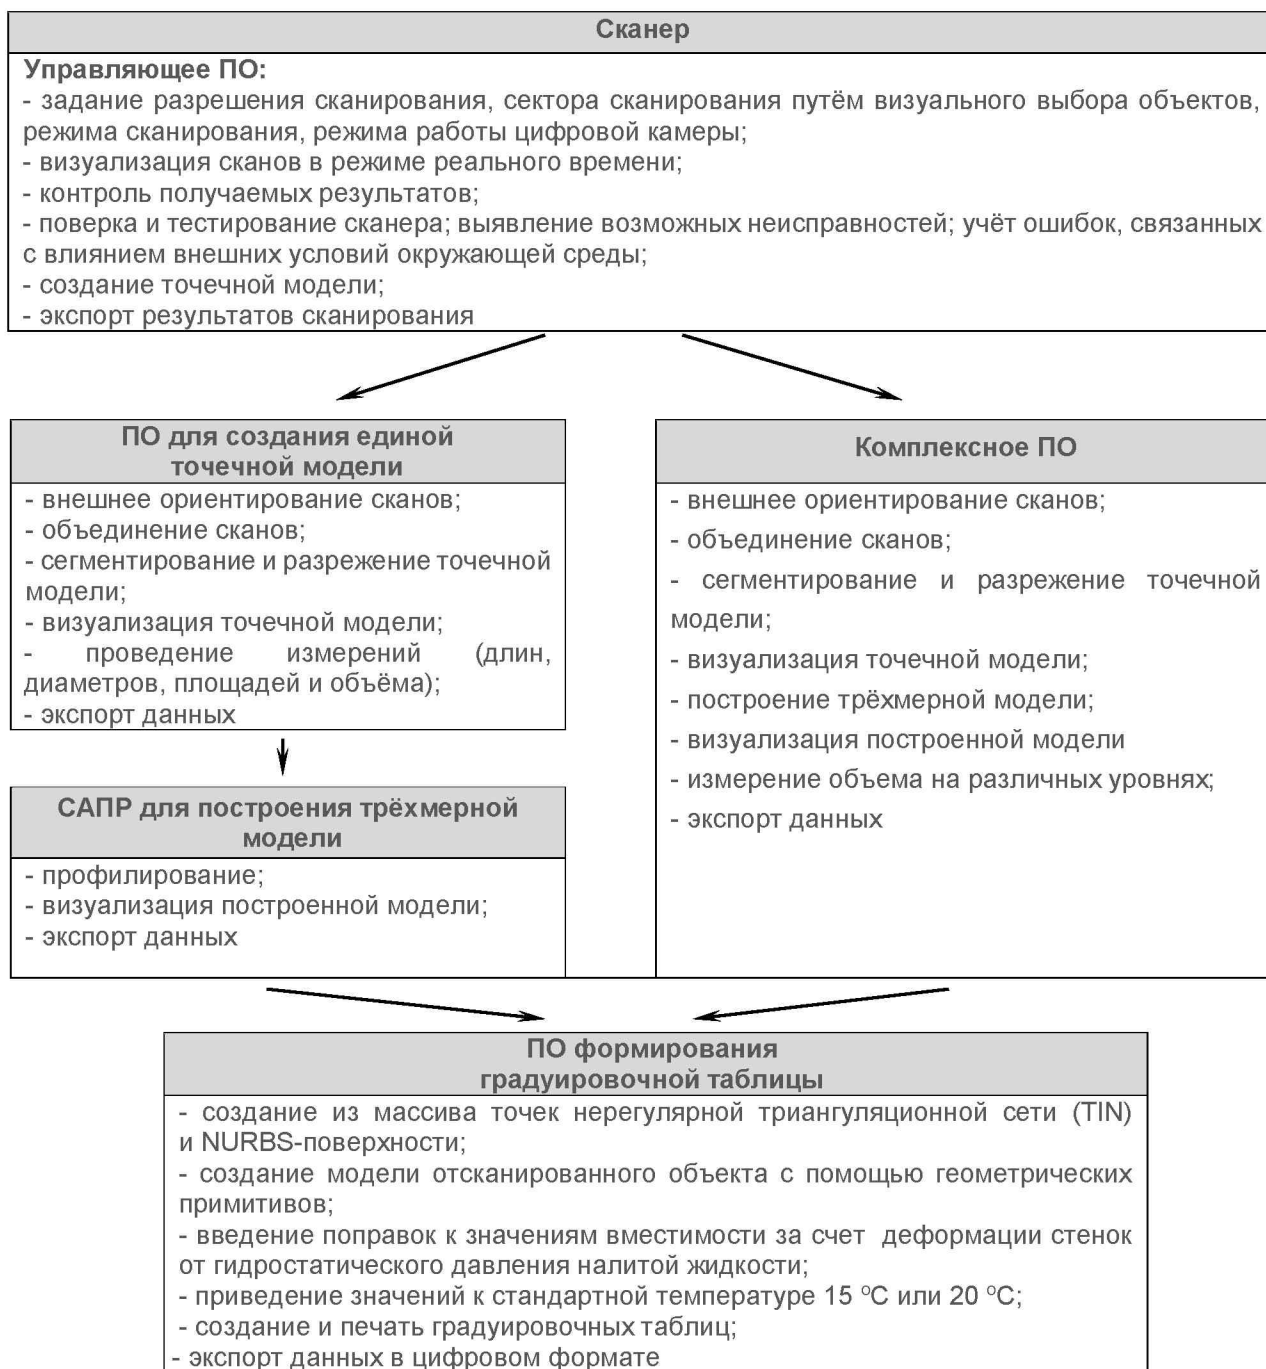 Сканер
Управляющее ПО:
- задание разрешения сканирования, сектора сканирования путём визуального выбора объектов,
режима сканирования, режима работы цифровой камеры;
- визуализация сканов в режиме реального времени;
- контроль получаемых результатов;
- поверка и тестирование сканера; выявление возможных неисправностей; учёт ошибок, связанных
с влиянием внешних условий окружающей среды;
- создание точечной модели;
- экспорт результатов сканирования
ПО для создания единой
точечной модели
- внешнее ориентирование сканов;
- объединение сканов;
- сегментирование и разрежение точечной
модели;
- визуализация точечной модели;
- проведение измерений (длин,
диаметров, площадей и объёма);
- экспорт данных
САПР для построения трёхмерной
модели
- профилирование;
- визуализация построенной модели;
- экспорт данных
Комплексное ПО
- внешнее ориентирование сканов;
- объединение сканов;
- сегментирование и разрежение точечной
модели;
- визуализация точечной модели;
- построение трёхмерной модели;
- визуализация построенной модели
- измерение объема на различных уровнях;
- экспорт данных
ПО формирования
градуировочной таблицы
- создание из массива точек нерегулярной триангуляционной сети (TIN)
и NURBS-поверхности;
- создание модели отсканированного объекта с помощью геометрических
примитивов;
- введение поправок к значениям вместимости за счет деформации стенок
от гидростатического давления налитой жидкости;
- приведение значений к стандартной температуре 15 °С или 20 °С;
- создание и печать градуировочных таблиц;
- экспорт данных в цифровом формате